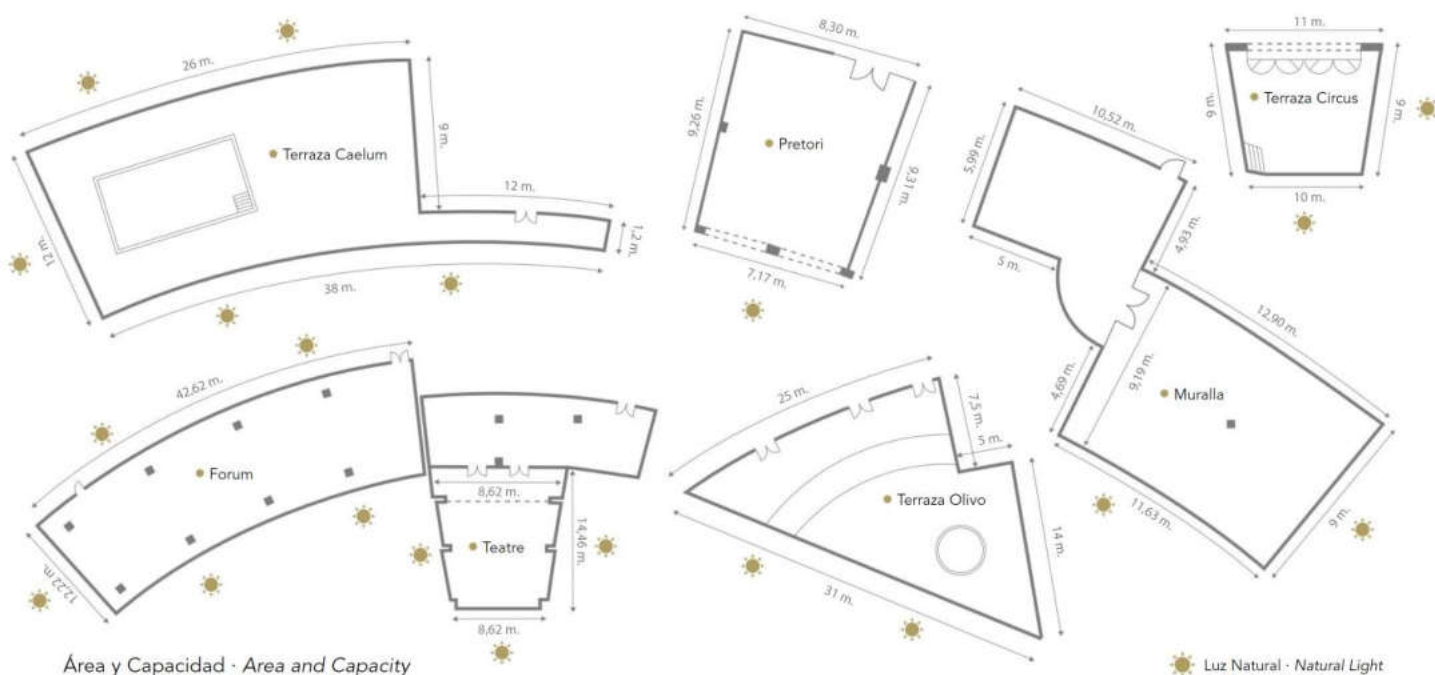 26 m.
9 m.
Terraza Caelum
12 m.
12 m.
1,2 m.
38 m.
8,30 m.
9,26 m.
Pretori
9,31 m.
7,17 m.
11 m.
9 m.
Terraza Circus
9 m.
10 m.
10,52 m.
5,99 m.
4,93 m.
5 m.
12,90 m.
9,19 m.
4,69 m.
Muralla
11,63 m.
9 m.
42,62 m.
Forum
12,22 m.
8,62 m.
14,46 m.
Teatre
8,62 m.
25 m.
7,5 m.
5 m.
Terraza Olivo
14 m.
31 m.
Área y Capacidad · Area and Capacity
Luz Natural · Natural Light